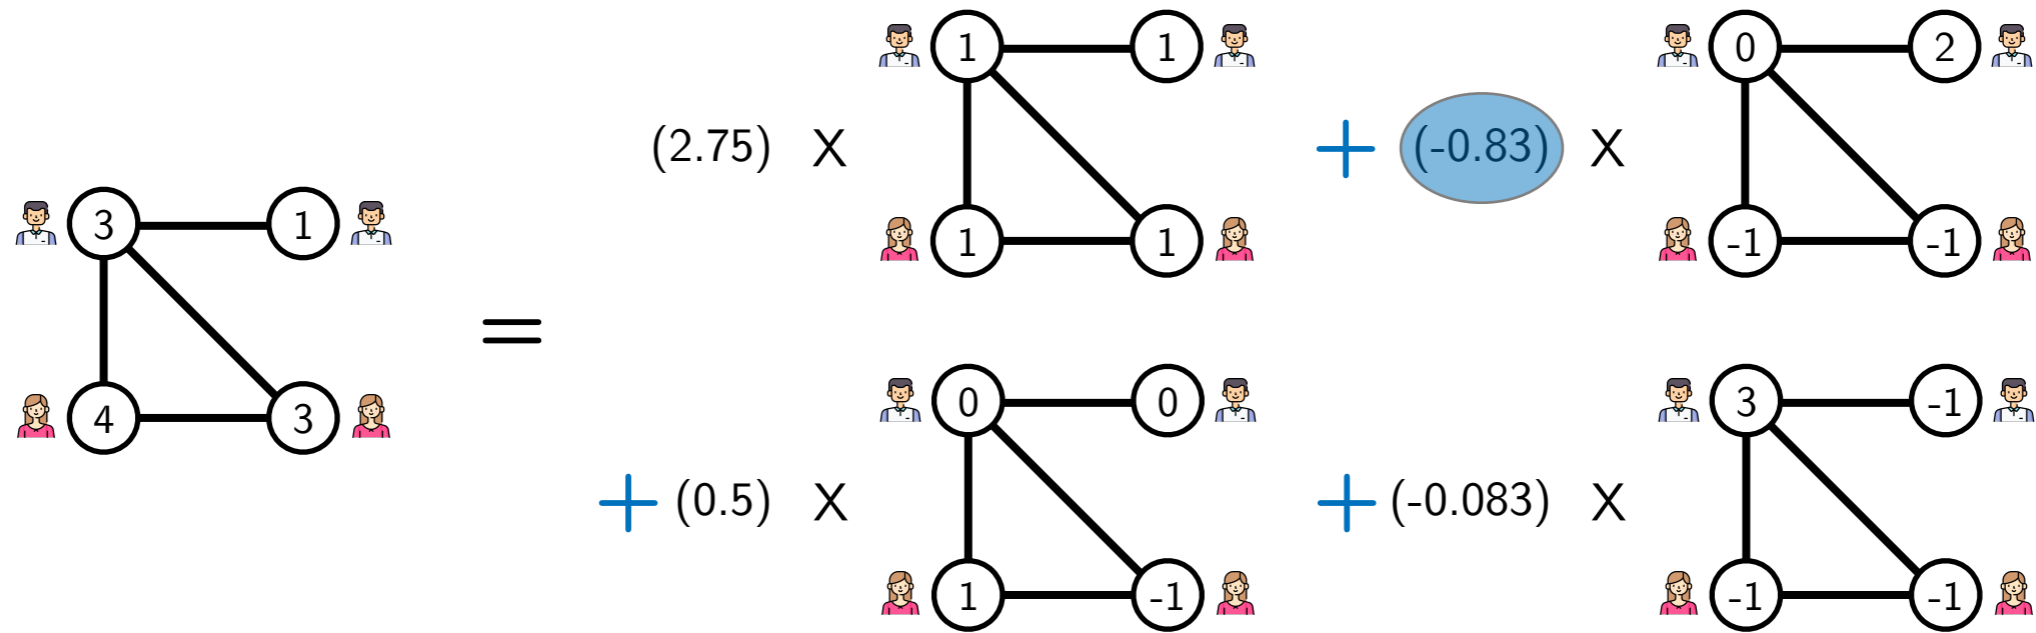 1 1 0 2
(2.75) X + (-0.83) X
3 1
1 1 -1 -1
=
4 3
0 0 3 -1
+ (0.5) X + (-0.083) X
1 -1 -1 -1